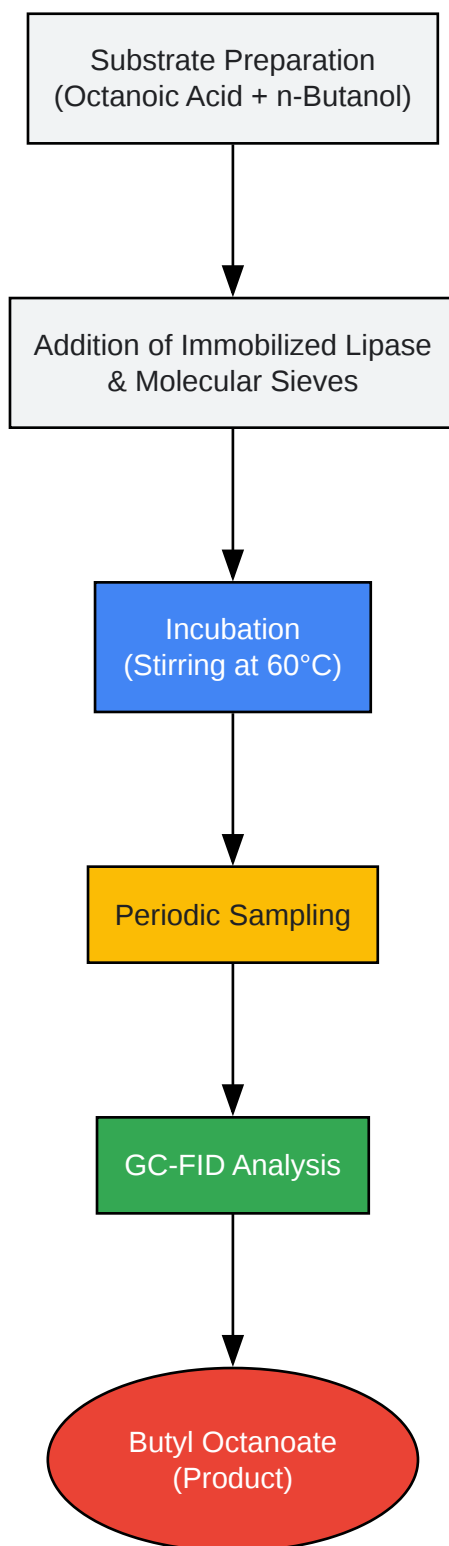 Substrate Preparation
(Octanoic Acid + n-Butanol)
Addition of Immobilized Lipase
& Molecular Sieves
Incubation
(Stirring at 60°C)
Periodic Sampling
GC-FID Analysis
Butyl Octanoate
(Product)